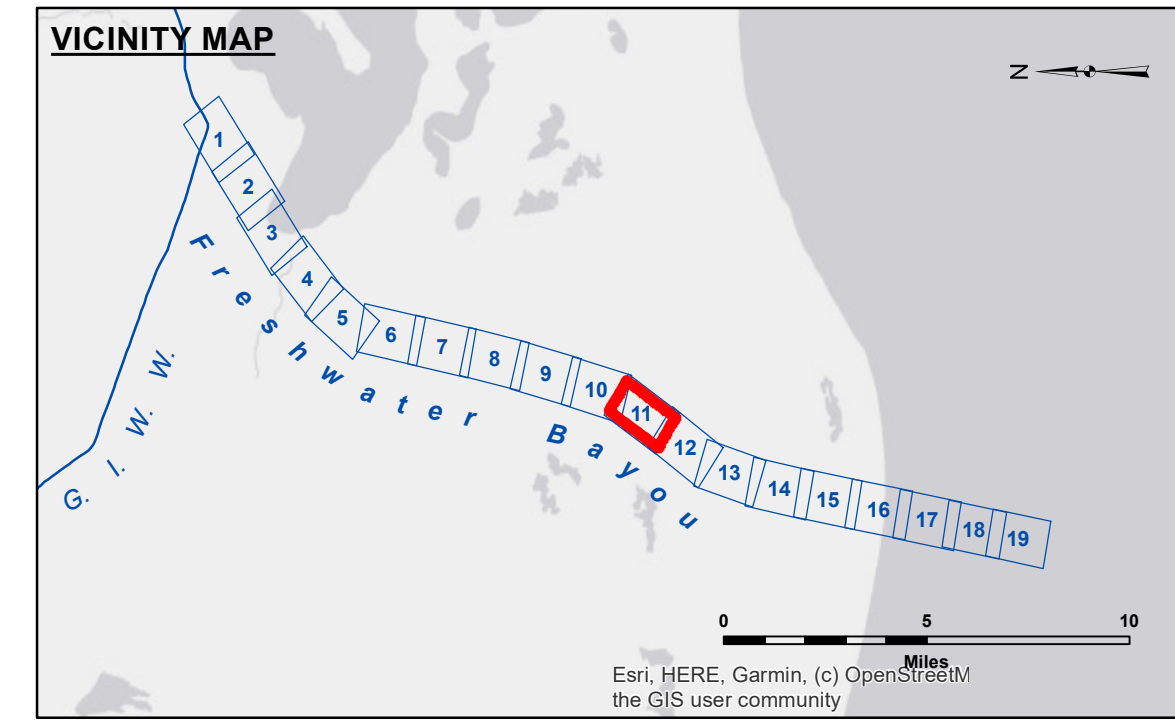 VICINITY MAP
N
1
2
3
4
5
6
7
8
9
10
11
12
13
14
15
16
17
18
19
Freshwater Bayou
G. I. W. W.
0 5 10
Miles
Esri, HERE, Garmin, (c) OpenStreetM
the GIS user community